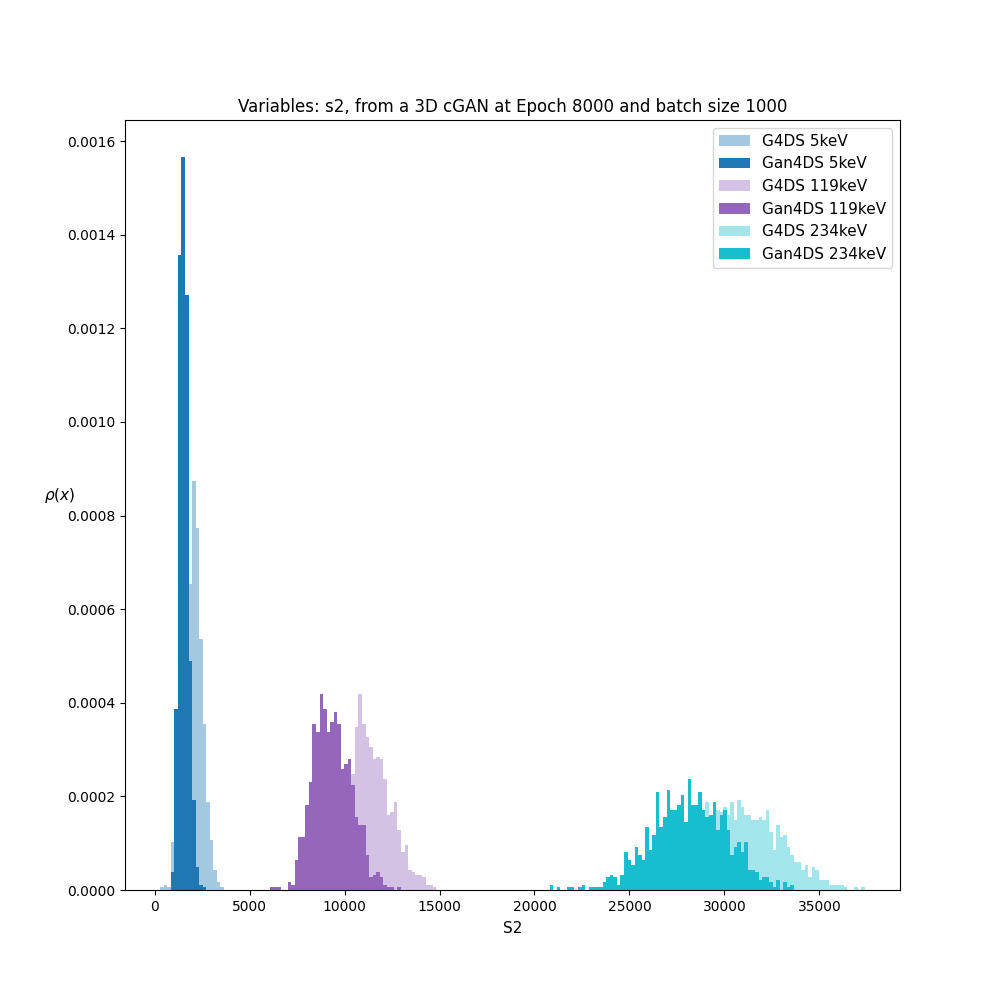 Variables: s2, from a 3D cGAN at Epoch 8000 and batch size 1000
G4DS 5keV
Gan4DS 5keV
G4DS 119keV
Gan4DS 119keV
G4DS 234keV
Gan4DS 234keV
0.0016
0.0014
0.0012
0.0010
0.0008
0.0006
0.0004
0.0002
0.0000
ρ(x)
0 5000 10000 15000 20000 25000 30000 35000
S2